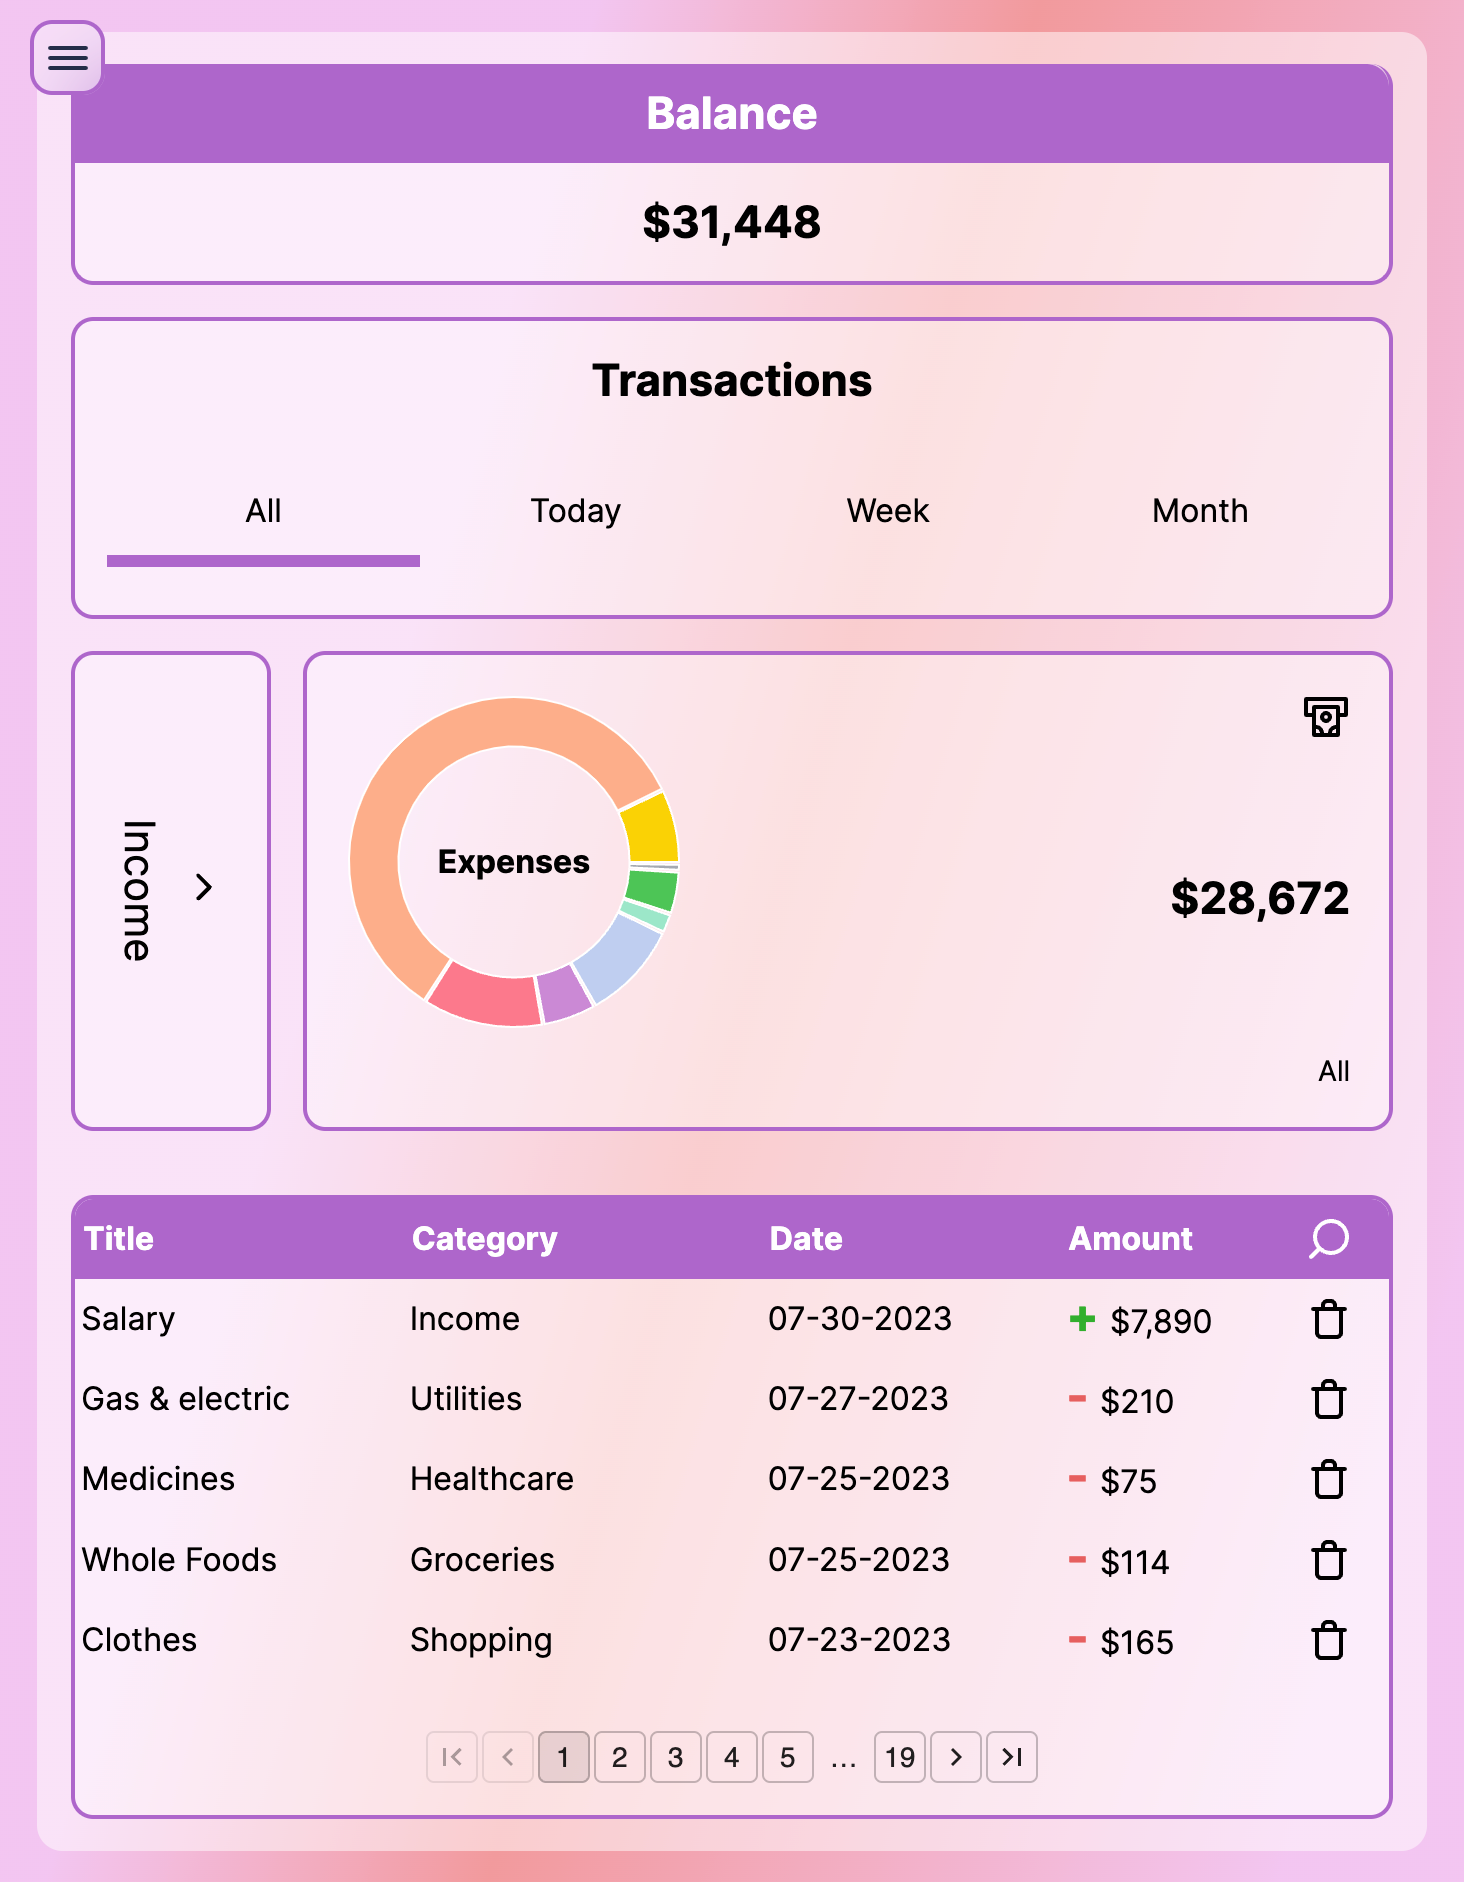 Balance
$31,448
Transactions
All Today Week Month
Income
Expenses
$28,672
All
Title Category Date Amount
Salary Income 07-30-2023 + $7,890
Gas & electric Utilities 07-27-2023 - $210
Medicines Healthcare 07-25-2023 - $75
Whole Foods Groceries 07-25-2023 - $114
Clothes Shopping 07-23-2023 - $165
1 2 3 4 5 ... 19